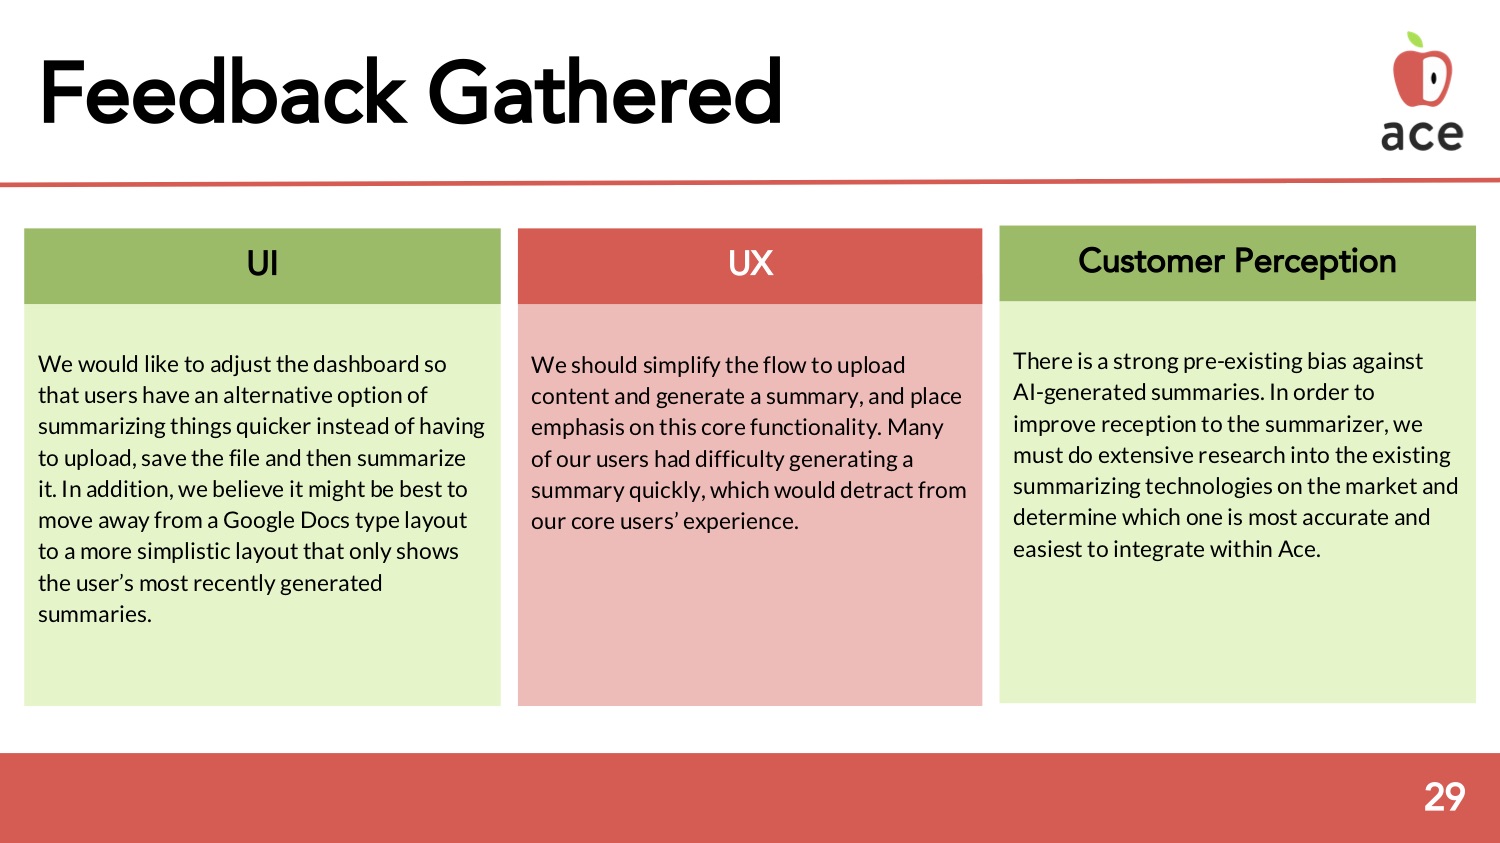 Feedback Gathered
ace
UI
We would like to adjust the dashboard so
that users have an alternative option of
summarizing things quicker instead of having
to upload, save the file and then summarize
it. In addition, we believe it might be best to
move away from a Google Docs type layout
to a more simplistic layout that only shows
the user’s most recently generated
summaries.
UX
We should simplify the flow to upload
content and generate a summary, and place
emphasis on this core functionality. Many
of our users had difficulty generating a
summary quickly, which would detract from
our core users’ experience.
Customer Perception
There is a strong pre-existing bias against
AI-generated summaries. In order to
improve reception to the summarizer, we
must do extensive research into the existing
summarizing technologies on the market and
determine which one is most accurate and
easiest to integrate within Ace.
29